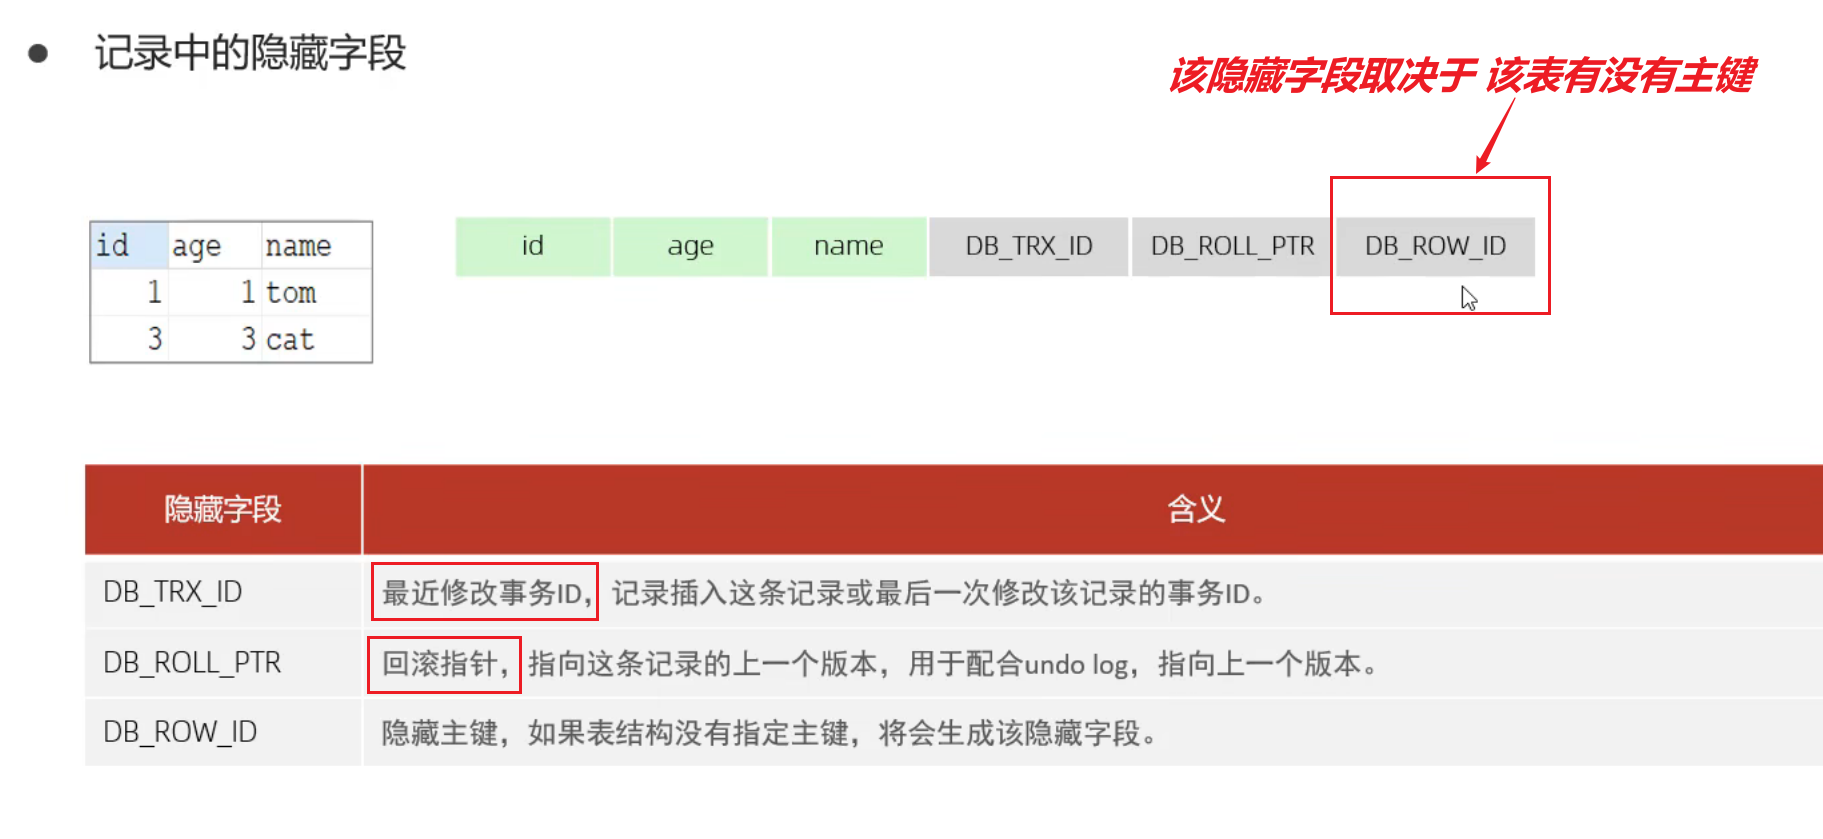 记录中的隐藏字段
该隐藏字段取决于 该表有没有主键
id age name
1 1 tom
3 3 cat
id age name DB_TRX_ID DB_ROLL_PTR DB_ROW_ID
隐藏字段 含义
DB_TRX_ID 最近修改事务ID，记录插入这条记录或最后一次修改该记录的事务ID。
DB_ROLL_PTR 回滚指针，指向这条记录的上一个版本，用于配合undo log，指向上一个版本。
DB_ROW_ID 隐藏主键，如果表结构没有指定主键，将会生成该隐藏字段。